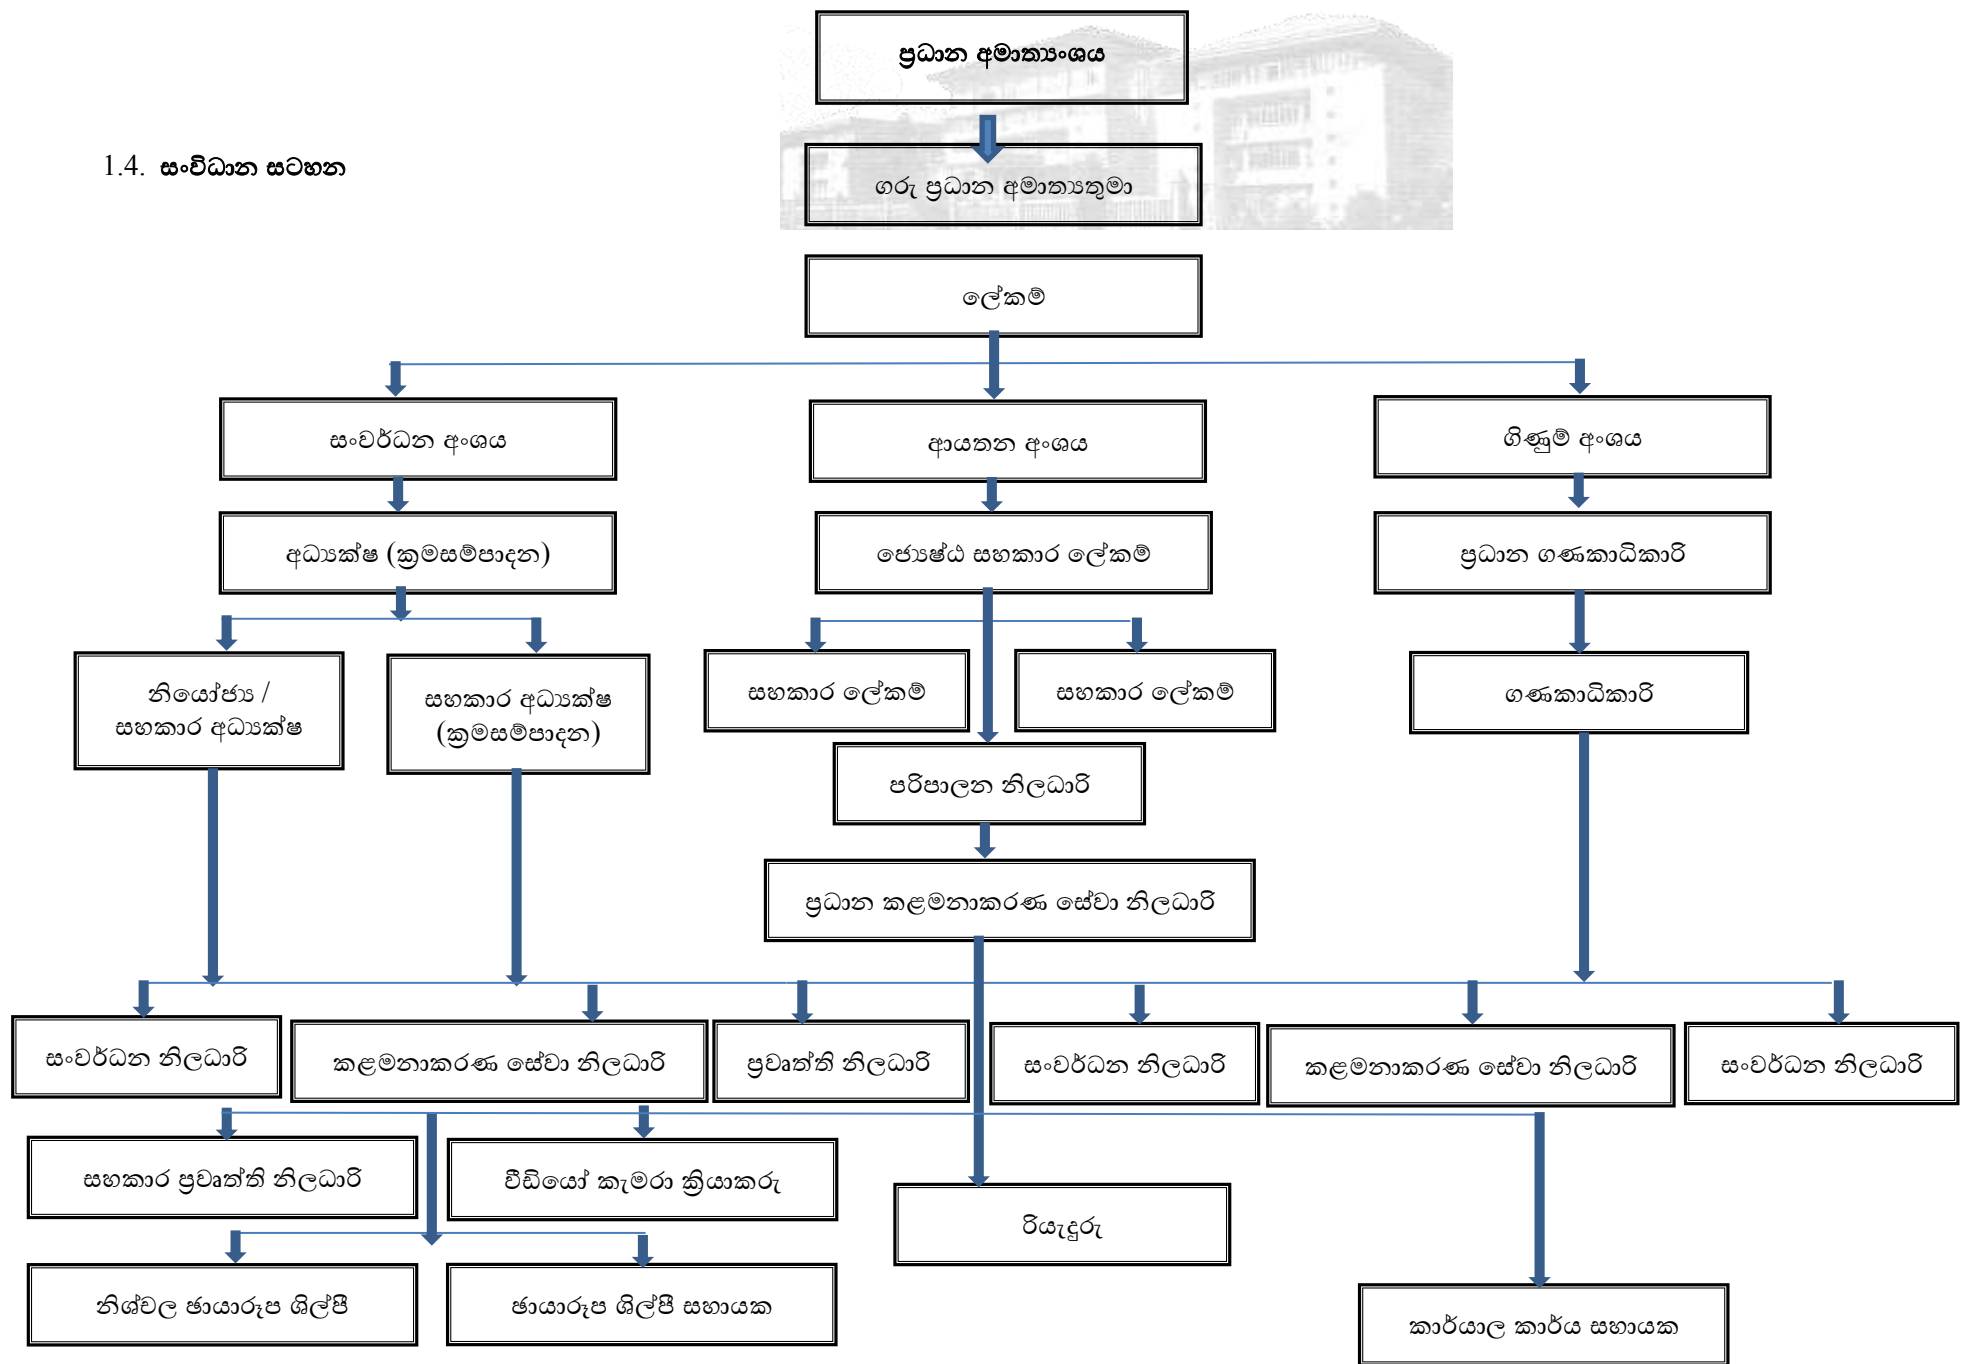 ප්‍රධාන අමාත්‍යංශය
1.4. සංවිධාන සටහන
ගරු ප්‍රධාන අමාත්‍යතුමා
ලේකම්
සංවර්ධන අංශය
ආයතන අංශය
ගිණුම් අංශය
අධ්‍යක්ෂ (ක්‍රමසම්පාදන)
ජ්‍යෙෂ්ඨ සහකාර ලේකම්
ප්‍රධාන ගණකාධිකාරි
නියෝජ්‍ය /
සහකාර අධ්‍යක්ෂ
සහකාර අධ්‍යක්ෂ
(ක්‍රමසම්පාදන)
සහකාර ලේකම්
සහකාර ලේකම්
ගණකාධිකාරි
පරිපාලන නිලධාරි
ප්‍රධාන කළමනාකරණ සේවා නිලධාරි
සංවර්ධන නිලධාරි
කළමනාකරණ සේවා නිලධාරි
ප්‍රවෘත්ති නිලධාරි
සංවර්ධන නිලධාරි
කළමනාකරණ සේවා නිලධාරි
සංවර්ධන නිලධාරි
සහකාර ප්‍රවෘත්ති නිලධාරි
වීඩියෝ කැමරා ක්‍රියාකරු
රියැදුරු
නිශ්චල ඡායාරූප ශිල්පී
ඡායාරූප ශිල්පී සහායක
කාර්යාල කාර්ය සහායක